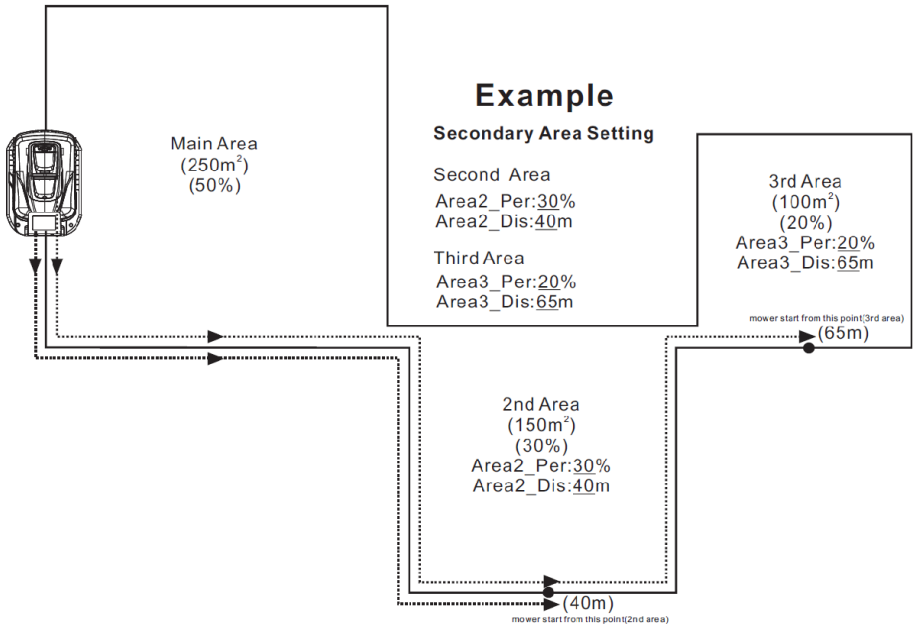 Example
Secondary Area Setting
Second Area
Area2_Per:30%
Area2_Dis:40m
Third Area
Area3_Per:20%
Area3_Dis:65m
Main Area
(250m²)
(50%)
3rd Area
(100m²)
(20%)
Area3_Per:20%
Area3_Dis:65m
mower start from this point(3rd area)
(65m)
2nd Area
(150m²)
(30%)
Area2_Per:30%
Area2_Dis:40m
(40m)
mower start from this point(2nd area)